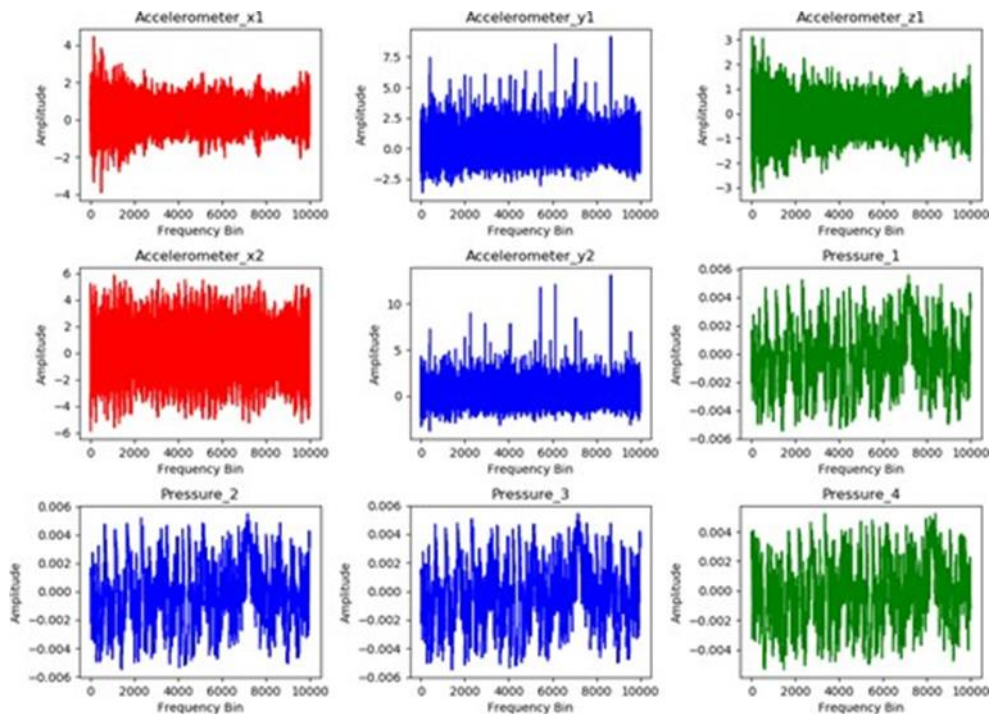 Accelerometer_x1
4
2
0
−2
−4
Amplitude
0 2000 4000 6000 8000 10000
Frequency Bin
Accelerometer_y1
7.5
5.0
2.5
0.0
−2.5
Amplitude
0 2000 4000 6000 8000 10000
Frequency Bin
Accelerometer_z1
3
2
1
0
−1
−2
−3
Amplitude
0 2000 4000 6000 8000 10000
Frequency Bin
Accelerometer_x2
6
4
2
0
−2
−4
−6
Amplitude
0 2000 4000 6000 8000 10000
Frequency Bin
Accelerometer_y2
10
5
0
Amplitude
0 2000 4000 6000 8000 10000
Frequency Bin
Pressure_1
0.006
0.004
0.002
0.000
−0.002
−0.004
−0.006
Amplitude
0 2000 4000 6000 8000 10000
Frequency Bin
Pressure_2
0.006
0.004
0.002
0.000
−0.002
−0.004
−0.006
Amplitude
0 2000 4000 6000 8000 10000
Frequency Bin
Pressure_3
0.006
0.004
0.002
0.000
−0.002
−0.004
−0.006
Amplitude
0 2000 4000 6000 8000 10000
Frequency Bin
Pressure_4
0.004
0.002
0.000
−0.002
−0.004
Amplitude
0 2000 4000 6000 8000 10000
Frequency Bin